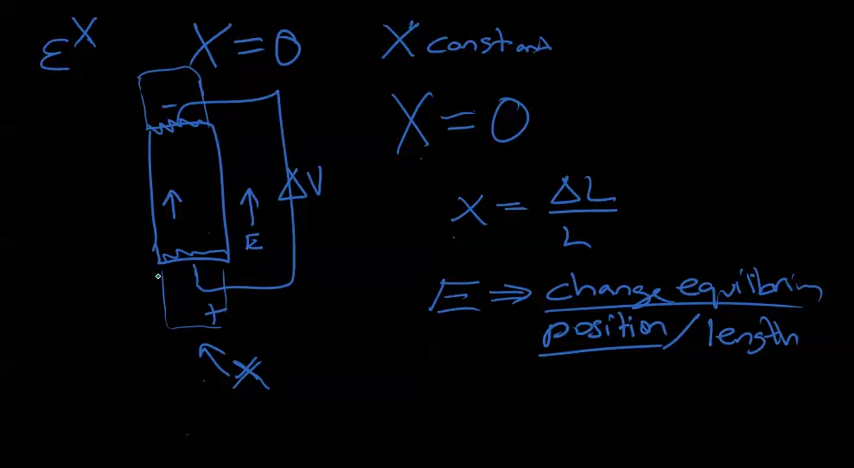 ε^X X = 0 X constant
X = 0
-
ΔV
E
x = ΔL / L
E ⇒ change equilibrium
position / length
+
X